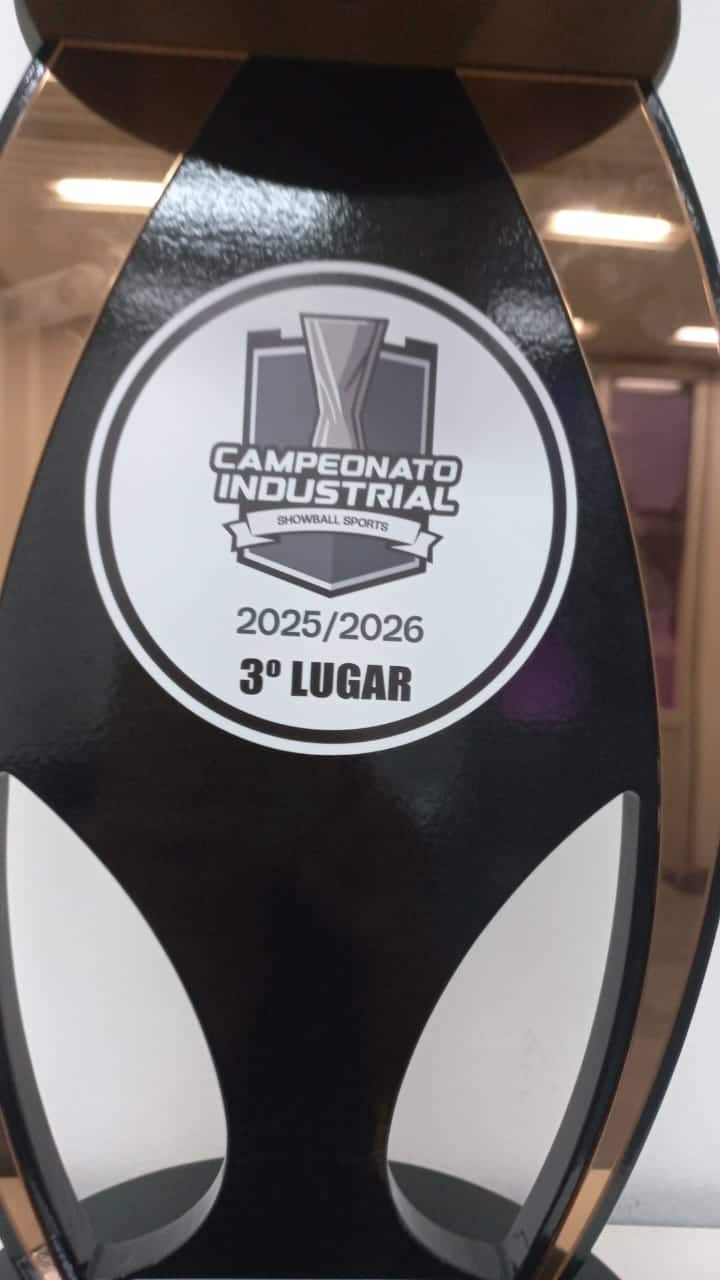 CAMPEONATO
INDUSTRIAL
SHOWBALL SPORTS
2025/2026
3º LUGAR